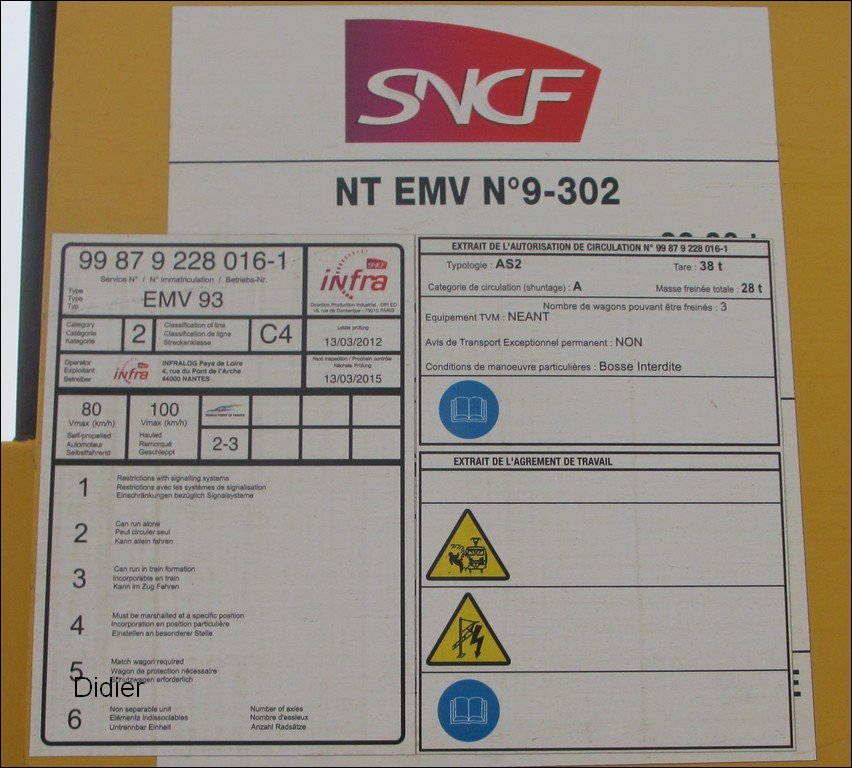 SNCF
NT EMV N°9-302
99 87 9 228 016-1
Service N° / N° immatriculation / Betriebs-Nr.
Type
Type
Typ
EMV 93
SNCF
infra
Direction Production Industriel - DPI EO
Category
Catégorie
Kategorie
2
Classification of line
Classification de ligne
Streckenklasse
C4
Letzte prüfung
13/03/2012
Operator
Exploitant
Betreiber
infra
INFRALOG Pays de Loire
4, rue du Pont de l'Arche
44000 NANTES
Next inspection / Prochain contrôle
Nächste Prüfung
13/03/2015
80
Vmax (km/h)
Self-propelled
Automoteur
Selbstfahrend
100
Vmax (km/h)
Hauled
Remorqué
Geschleppt
2-3
1
Restrictions with signalling systems
Restrictions avec les systèmes de signalisation
Einschränkungen bezüglich Signalsysteme
2
Can run alone
Peut circuler seul
Kann allein fahren
3
Can run in train formation
Incorporable en train
Kann im Zug Fahren
4
Must be marshalled at a specific position
Incorporation en position particulière
Einstellen an besonderer Stelle
5
Match wagon required
Wagon de protection nécessaire
Schutzwagen erforderlich
Didier
6
Non separable unit
Eléments Indissociables
Untrennbar Einheit
Number of axles
Nombre d'essieux
Anzahl Radsätze
EXTRAIT DE L'AUTORISATION DE CIRCULATION N° 99 87 9 228 016-1
Typologie : AS2
Tare : 38 t
Categorie de circulation (shuntage) : A
Masse freinée totale : 28 t
Nombre de wagons pouvant être freinés : 3
Equipement TVM : NEANT
Avis de Transport Exceptionnel permanent : NON
Conditions de manoeuvre particulières : Bosse Interdite
EXTRAIT DE L'AGREMENT DE TRAVAIL